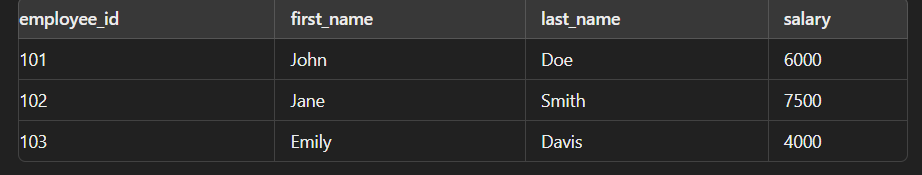 employee_id first_name last_name salary
101 John Doe 6000
102 Jane Smith 7500
103 Emily Davis 4000